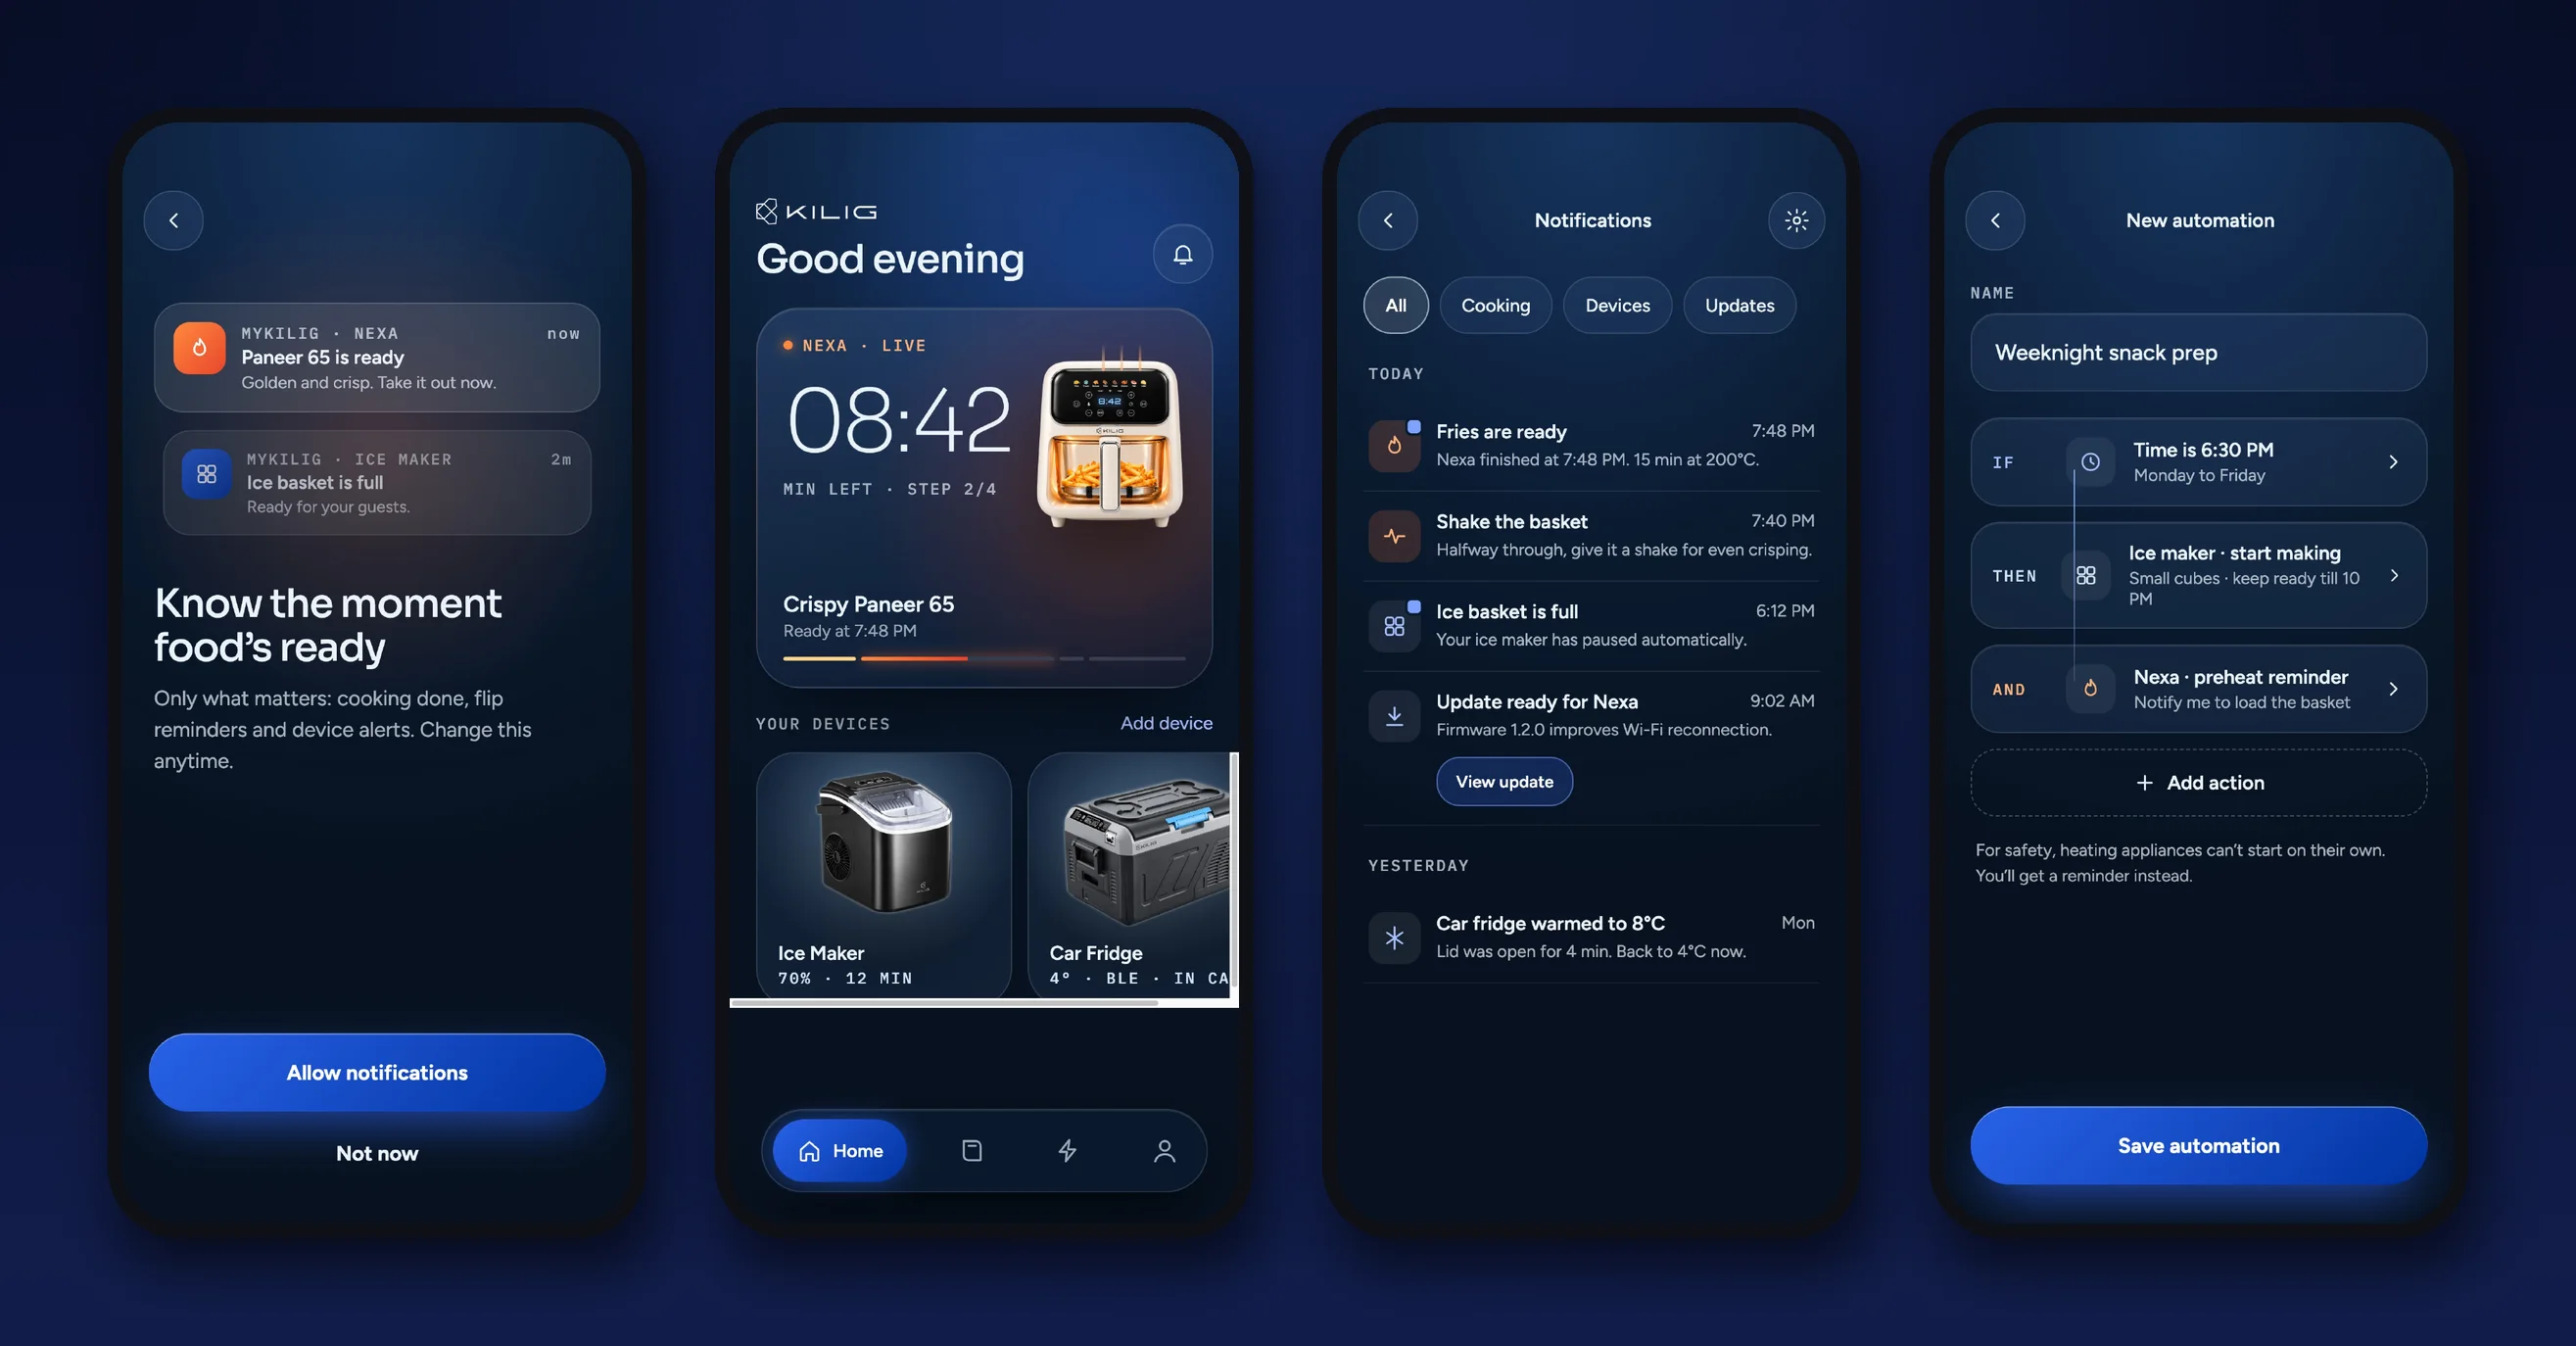 MYKILIG · NEXA now
Paneer 65 is ready
Golden and crisp. Take it out now.
MYKILIG · ICE MAKER 2m
Ice basket is full
Ready for your guests.
Know the moment
food’s ready
Only what matters: cooking done, flip
reminders and device alerts. Change this
anytime.
Allow notifications
Not now
KILIG
Good evening
NEXA · LIVE
08:42
8:42
KILIG
MIN LEFT · STEP 2/4
Crispy Paneer 65
Ready at 7:48 PM
YOUR DEVICES Add device
Ice Maker
70% · 12 MIN
Car Fridge
4° · BLE · IN CA
Home
Notifications
All Cooking Devices Updates
TODAY
Fries are ready 7:48 PM
Nexa finished at 7:48 PM. 15 min at 200°C.
Shake the basket 7:40 PM
Halfway through, give it a shake for even crisping.
Ice basket is full 6:12 PM
Your ice maker has paused automatically.
Update ready for Nexa 9:02 AM
Firmware 1.2.0 improves Wi-Fi reconnection.
View update
YESTERDAY
Car fridge warmed to 8°C Mon
Lid was open for 4 min. Back to 4°C now.
New automation
NAME
Weeknight snack prep
IF
Time is 6:30 PM
Monday to Friday
THEN
Ice maker · start making
Small cubes · keep ready till 10
PM
AND
Nexa · preheat reminder
Notify me to load the basket
+ Add action
For safety, heating appliances can’t start on their own.
You’ll get a reminder instead.
Save automation